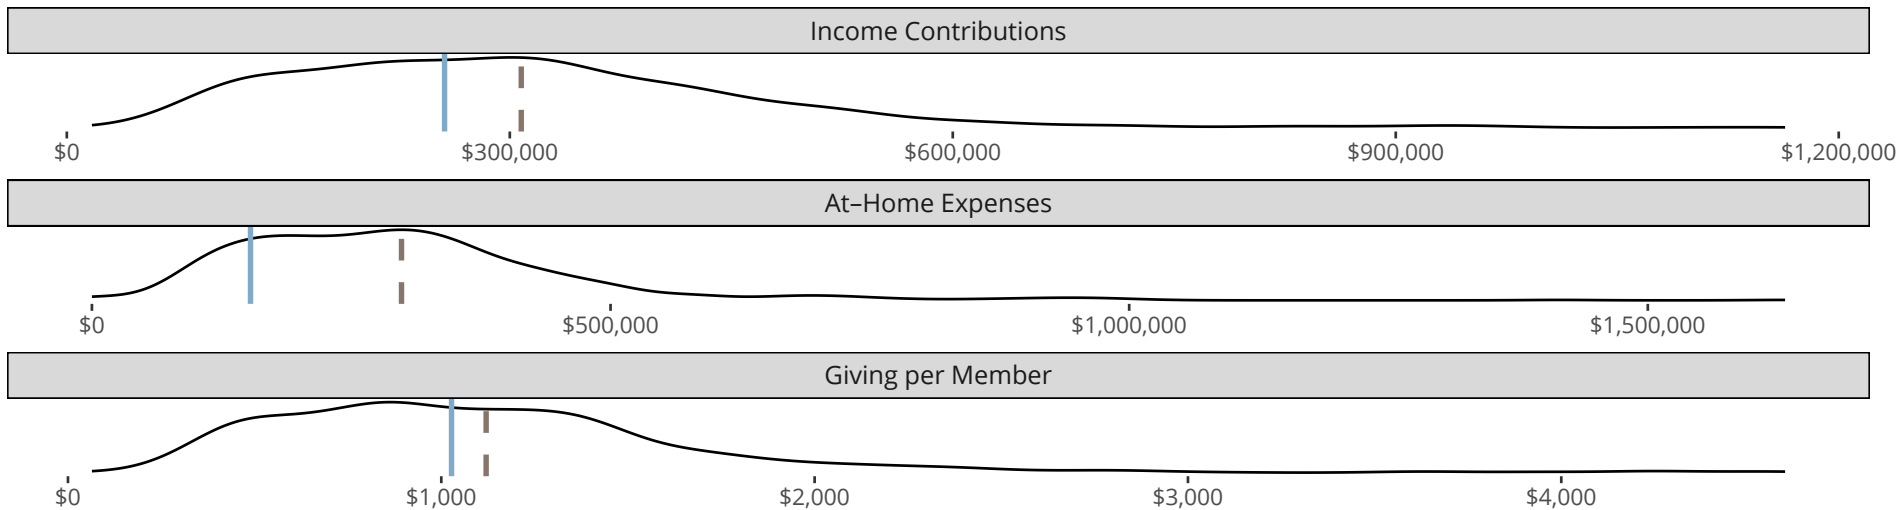 Income Contributions
$0 $300,000 $600,000 $900,000 $1,200,000
At–Home Expenses
$0 $500,000 $1,000,000 $1,500,000
Giving per Member
$0 $1,000 $2,000 $3,000 $4,000